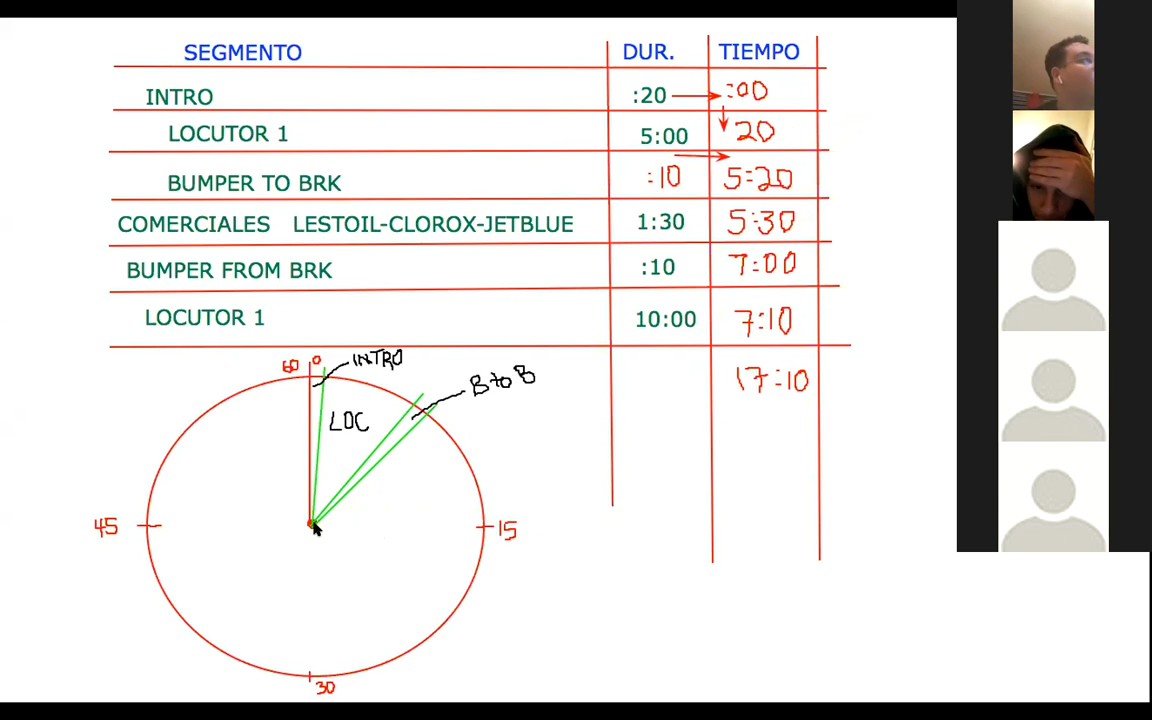 SEGMENTO DUR. TIEMPO
INTRO :20 :00
LOCUTOR 1 5:00 20
BUMPER TO BRK :10 5:20
COMERCIALES LESTOIL-CLOROX-JETBLUE 1:30 5:30
BUMPER FROM BRK :10 7:00
LOCUTOR 1 10:00 7:10
17:10
60 0 INTRO
B to B
LOC
45 15
30